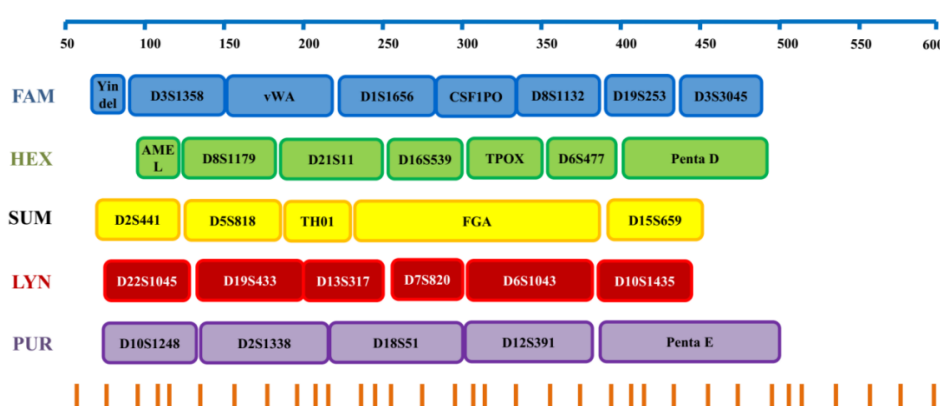 50 100 150 200 250 300 350 400 450 500 550 600
FAM Yin del D3S1358 vWA D1S1656 CSF1PO D8S1132 D19S253 D3S3045
HEX AME L D8S1179 D21S11 D16S539 TPOX D6S477 Penta D
SUM D2S441 D5S818 TH01 FGA D15S659
LYN D22S1045 D19S433 D13S317 D7S820 D6S1043 D10S1435
PUR D10S1248 D2S1338 D18S51 D12S391 Penta E